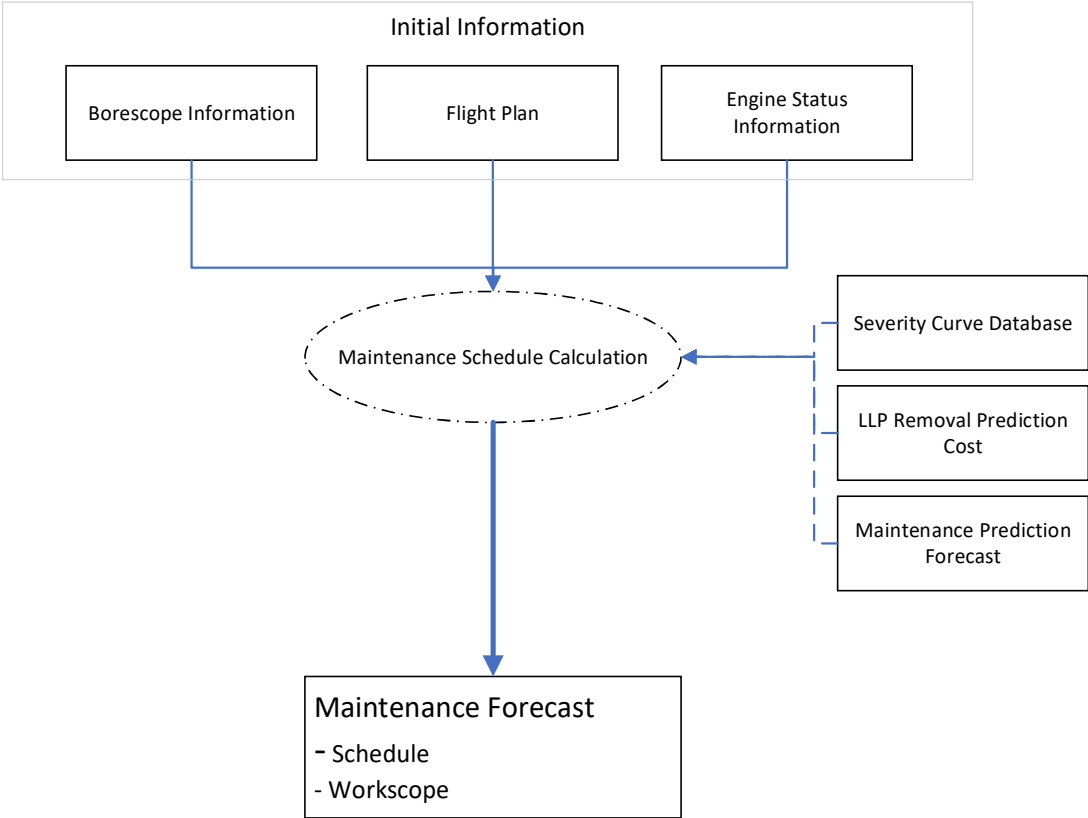 Initial Information
Borescope Information
Flight Plan
Engine Status
Information
Maintenance Schedule Calculation
Severity Curve Database
LLP Removal Prediction
Cost
Maintenance Prediction
Forecast
Maintenance Forecast
- Schedule
- Workscope